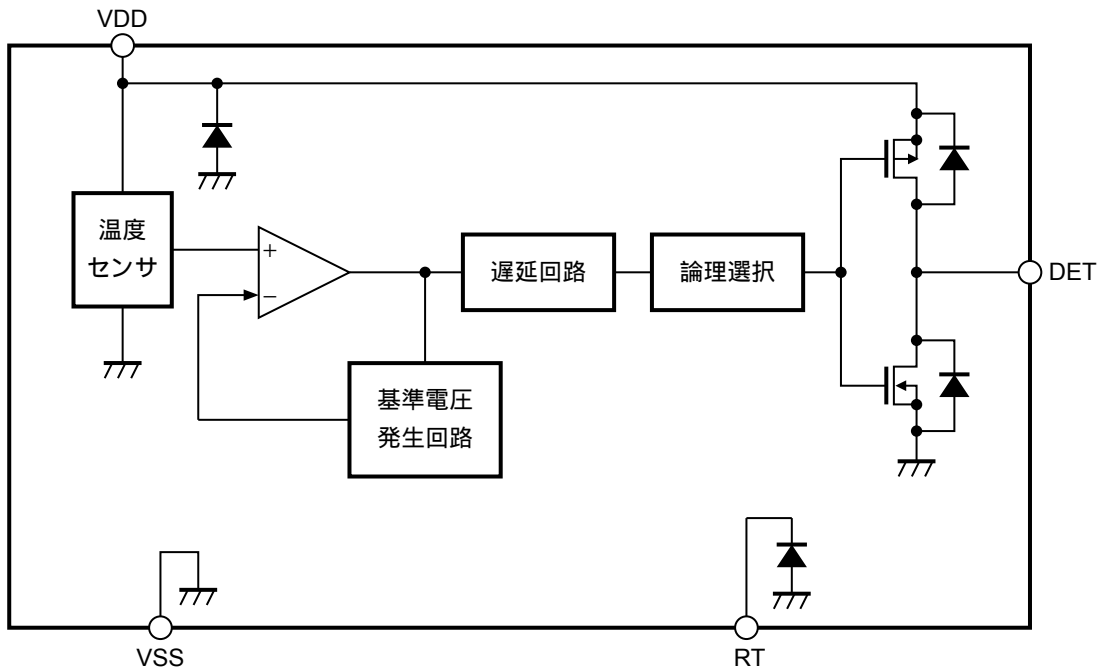 VDD
温度
センサ
+
−
遅延回路
論理選択
DET
基準電圧
発生回路
VSS
RT